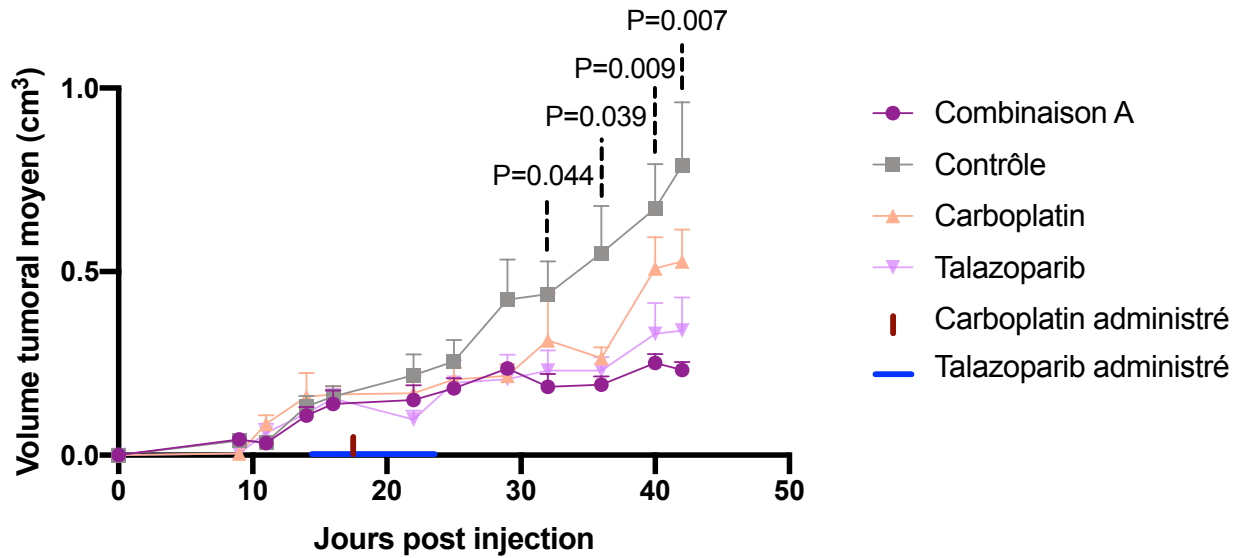 P=0.007
P=0.009
P=0.039
P=0.044
Volume tumoral moyen (cm³)
1.0
0.5
0.0
0
10
20
30
40
50
Jours post injection
Combinaison A
Contrôle
Carboplatin
Talazoparib
Carboplatin administré
Talazoparib administré